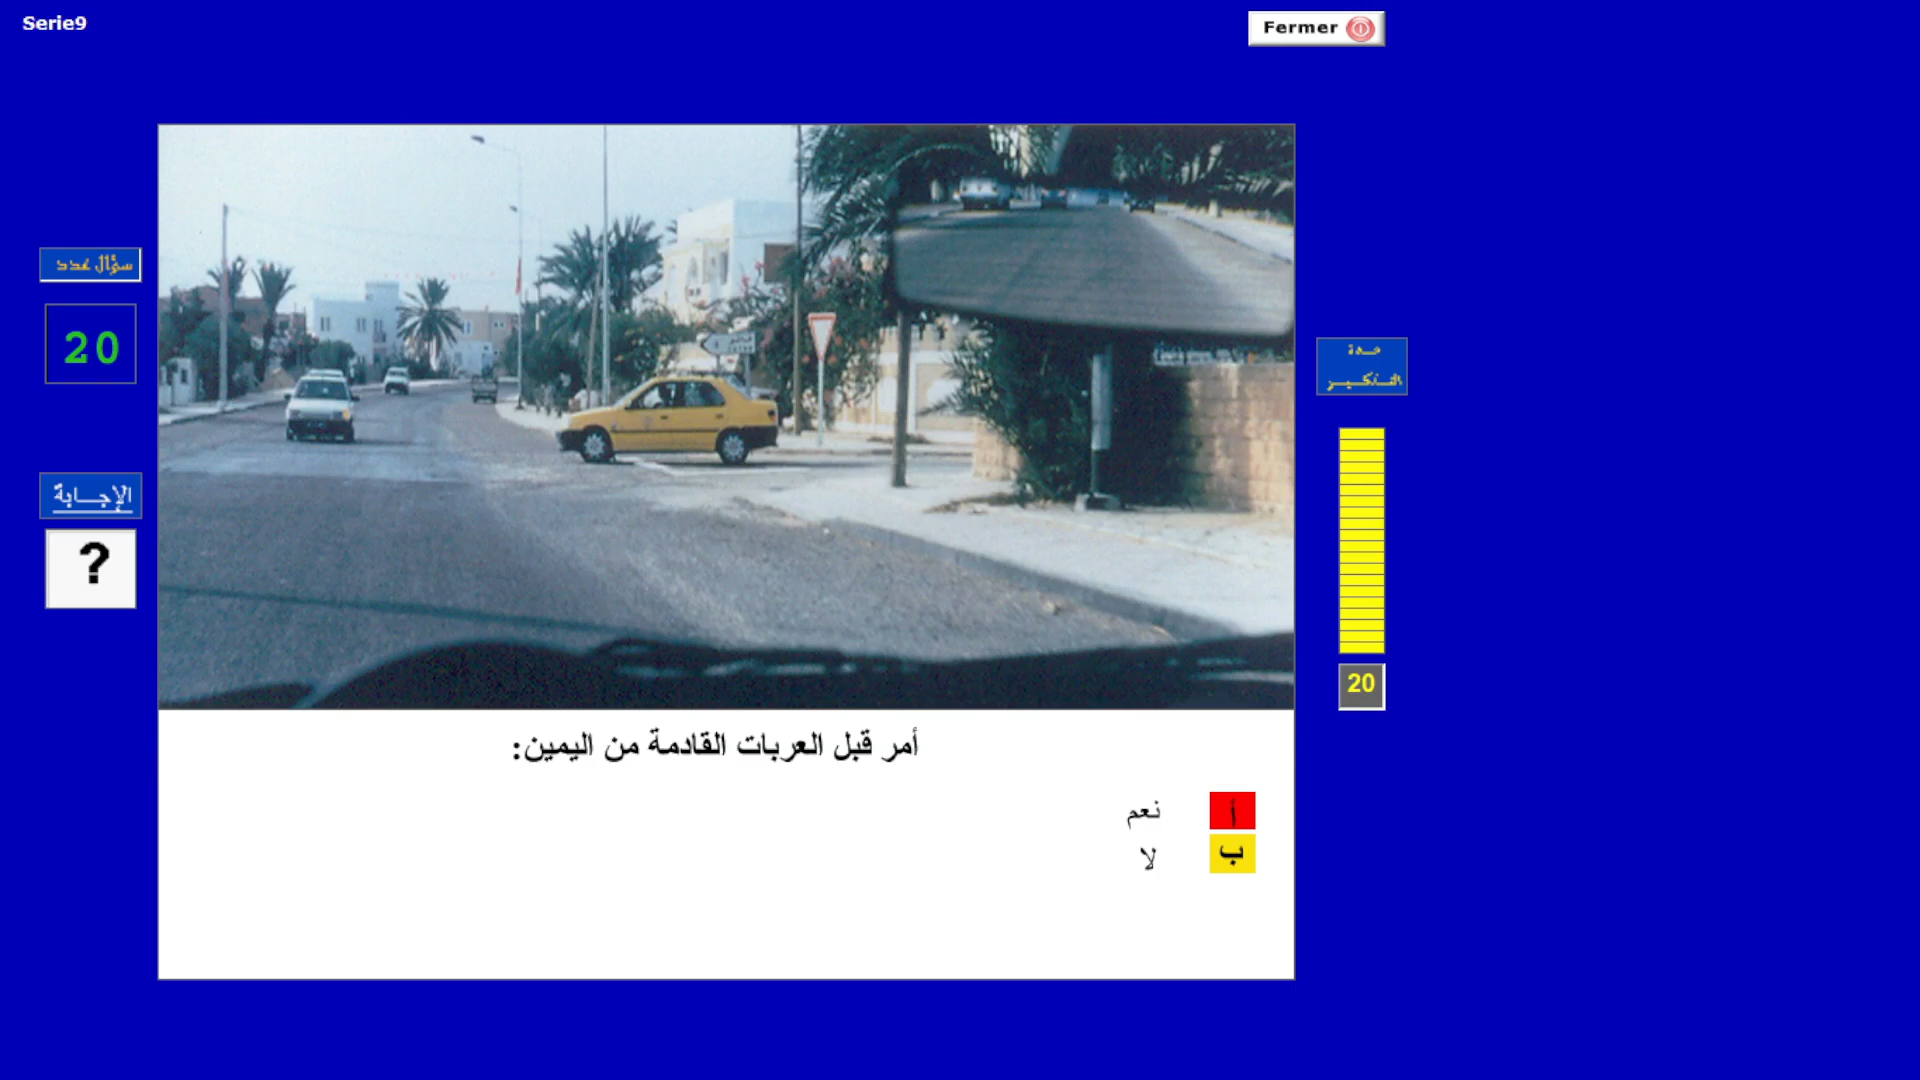 Serie9
Fermer
سؤال عدد
20
الإجابة
?
مدة
التفكير
20
أمر قبل العربات القادمة من اليمين:
أ نعم
ب لا